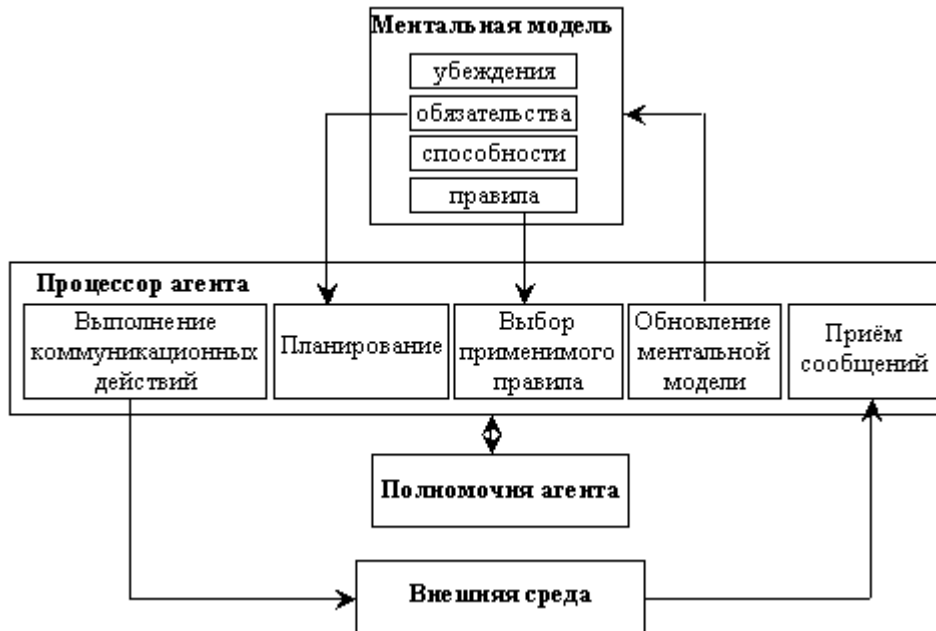 Ментальная модель
убеждения
обязательства
способности
правила
Процессор агента
Выполнение
коммуникационных
действий
Планирование
Выбор
применимого
правила
Обновление
ментальной
модели
Приём
сообщений
Полномочия агента
Внешняя среда